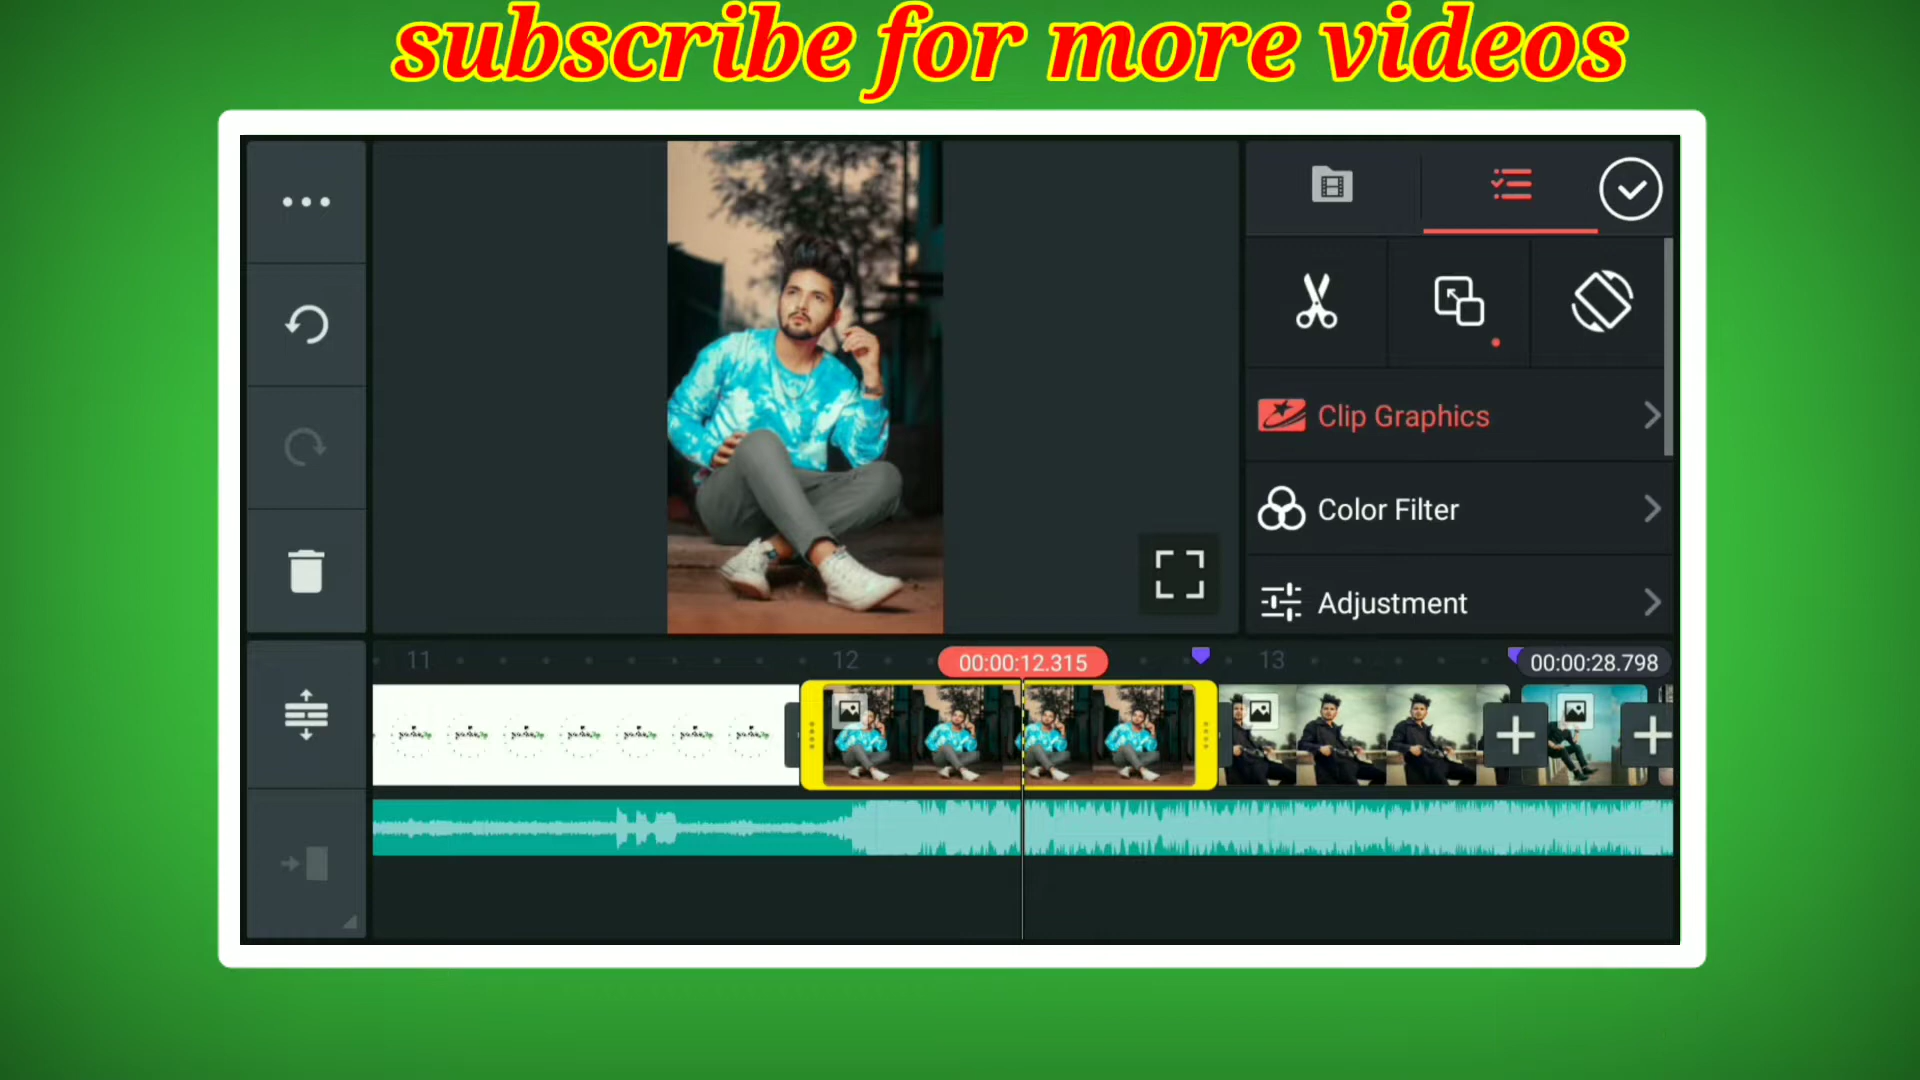 subscribe for more videos
Clip Graphics
Color Filter
Adjustment
11
12
00:00:12.315
13
00:00:28.798